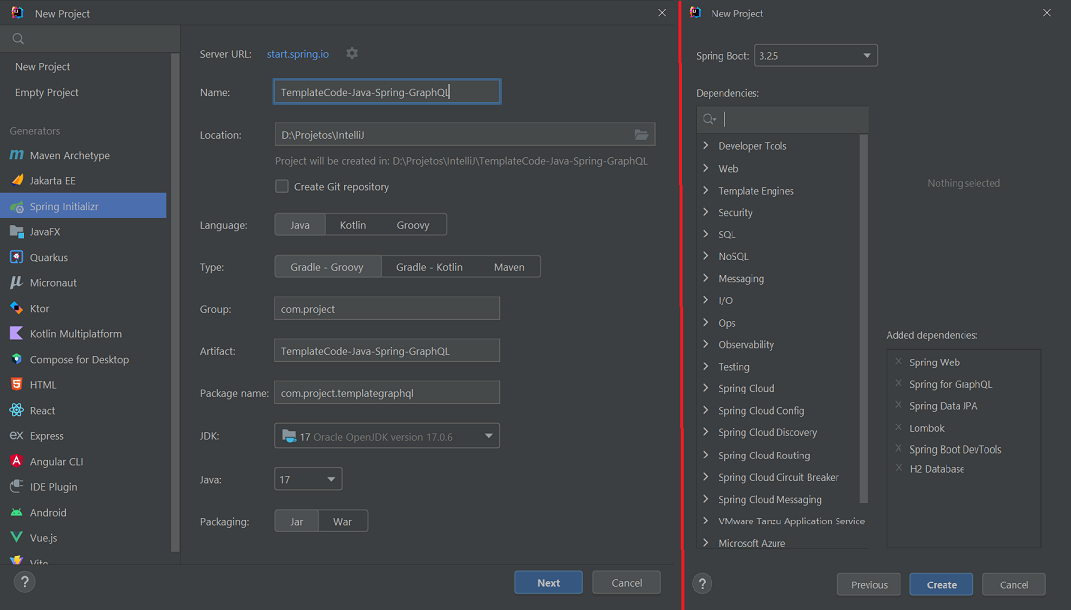 New Project
New Project
Empty Project
Generators
Maven Archetype
Jakarta EE
Spring Initializr
JavaFX
Quarkus
Micronaut
Ktor
Kotlin Multiplatform
Compose for Desktop
HTML
React
Express
Angular CLI
IDE Plugin
Android
Vue.js
Vite
?
Server URL: start.spring.io
Name: TemplateCode-Java-Spring-GraphQL
Location: D:\Projetos\IntelliJ
Project will be created in: D:\Projetos\IntelliJ\TemplateCode-Java-Spring-GraphQL
Create Git repository
Language: Java Kotlin Groovy
Type: Gradle - Groovy Gradle - Kotlin Maven
Group: com.project
Artifact: TemplateCode-Java-Spring-GraphQL
Package name: com.project.templategraphql
JDK: 17 Oracle OpenJDK version 17.0.6
Java: 17
Packaging: Jar War
Next Cancel
New Project
Spring Boot: 3.2.5
Dependencies:
Developer Tools
Web
Template Engines
Security
SQL
NoSQL
Messaging
I/O
Ops
Observability
Testing
Spring Cloud
Spring Cloud Config
Spring Cloud Discovery
Spring Cloud Routing
Spring Cloud Circuit Breaker
Spring Cloud Messaging
VMware Tanzu Application Service
Microsoft Azure
Nothing selected
Added dependencies:
X Spring Web
X Spring for GraphQL
X Spring Data JPA
X Lombok
X Spring Boot DevTools
X H2 Database
? Previous Create Cancel